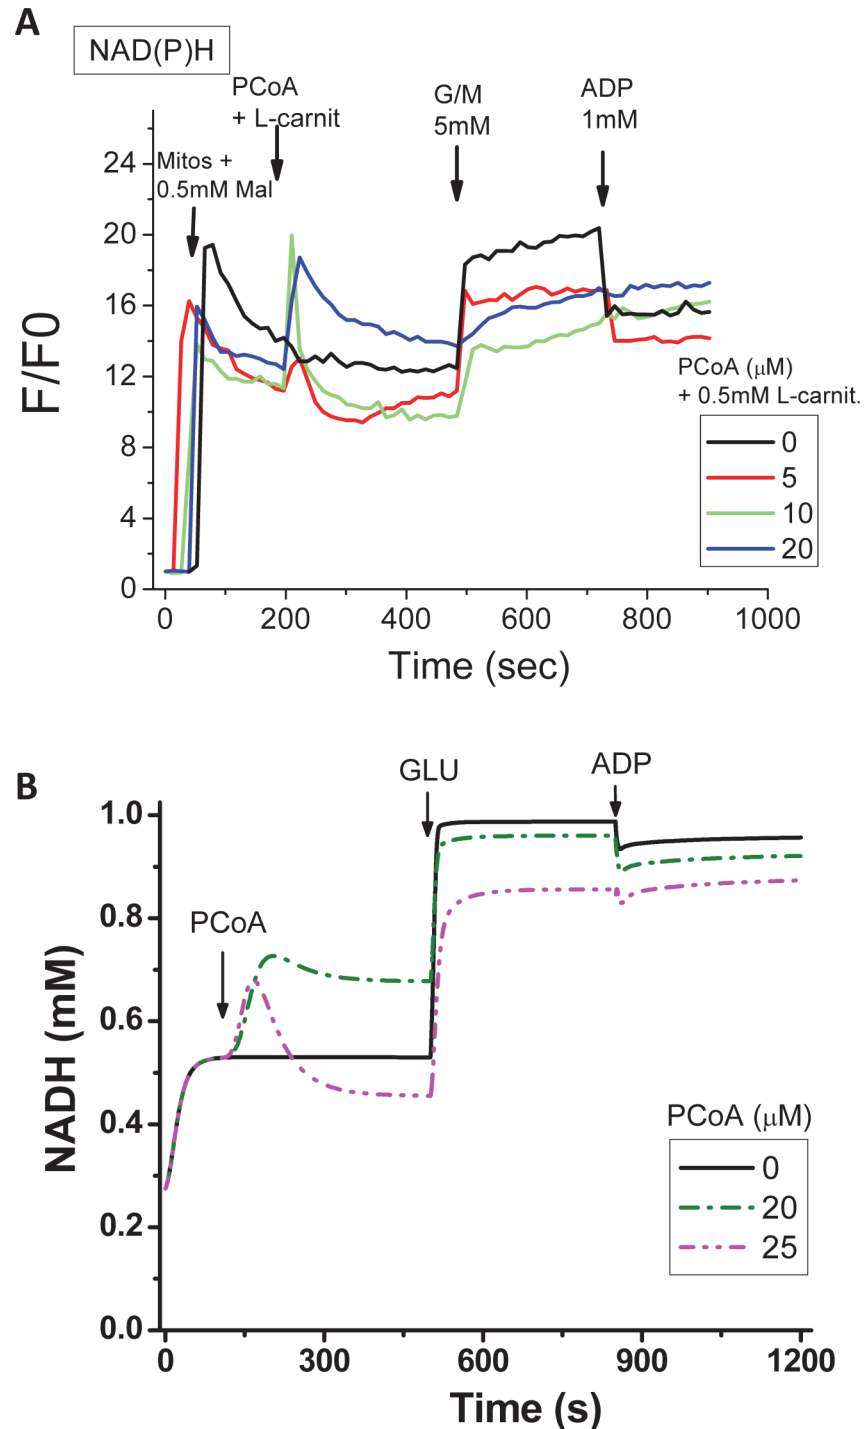 A
NAD(P)H
PCoA
+ L-carnit
G/M
5mM
ADP
1mM
Mitos +
0.5mM Mal
24
20
16
12
8
4
0
F/F0
PCoA (μM)
+ 0.5mM L-carnit.
0
5
10
20
0 200 400 600 800 1000
Time (sec)
B
GLU
ADP
PCoA
1.0
0.8
0.6
0.4
0.2
0.0
NADH (mM)
PCoA (μM)
0
20
25
0 300 600 900 1200
Time (s)